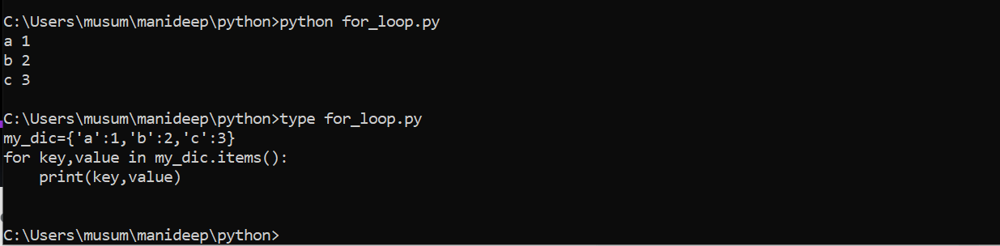 C:\Users\musum\manideep\python>python for_loop.py
a 1
b 2
c 3
C:\Users\musum\manideep\python>type for_loop.py
my_dic={'a':1,'b':2,'c':3}
for key,value in my_dic.items():
    print(key,value)
C:\Users\musum\manideep\python>